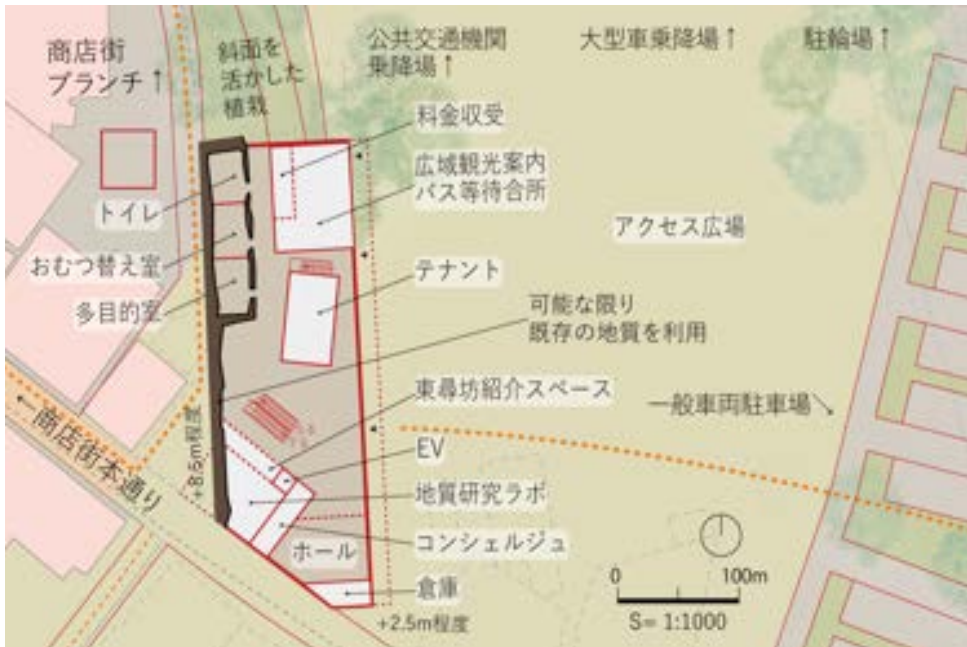 商店街
ブランチ↑
斜面を
活かした
植栽
公共交通機関
乗降場↑
大型車乗降場↑
駐輪場↑
料金収受
広域観光案内
バス等待合所
トイレ
アクセス広場
おむつ替え室
テナント
多目的室
可能な限り
既存の地質を利用
東尋坊紹介スペース
一般車両駐車場↘
←商店街本通り
+8.5m程度
EV
地質研究ラボ
コンシェルジュ
ホール
倉庫
+2.5m程度
0 100m
S= 1:1000